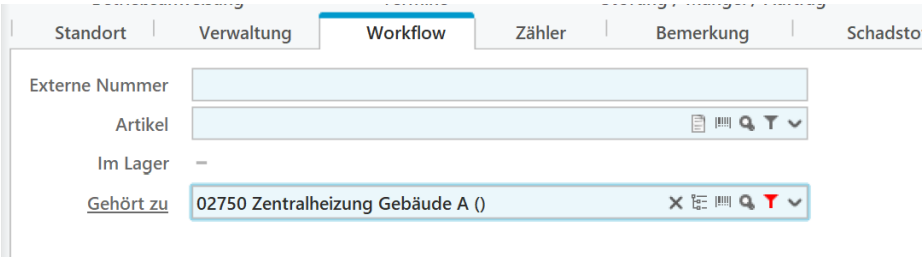 Standort Verwaltung Workflow Zähler Bemerkung
Externe Nummer
Artikel
Im Lager –
Gehört zu 02750 Zentralheizung Gebäude A ()